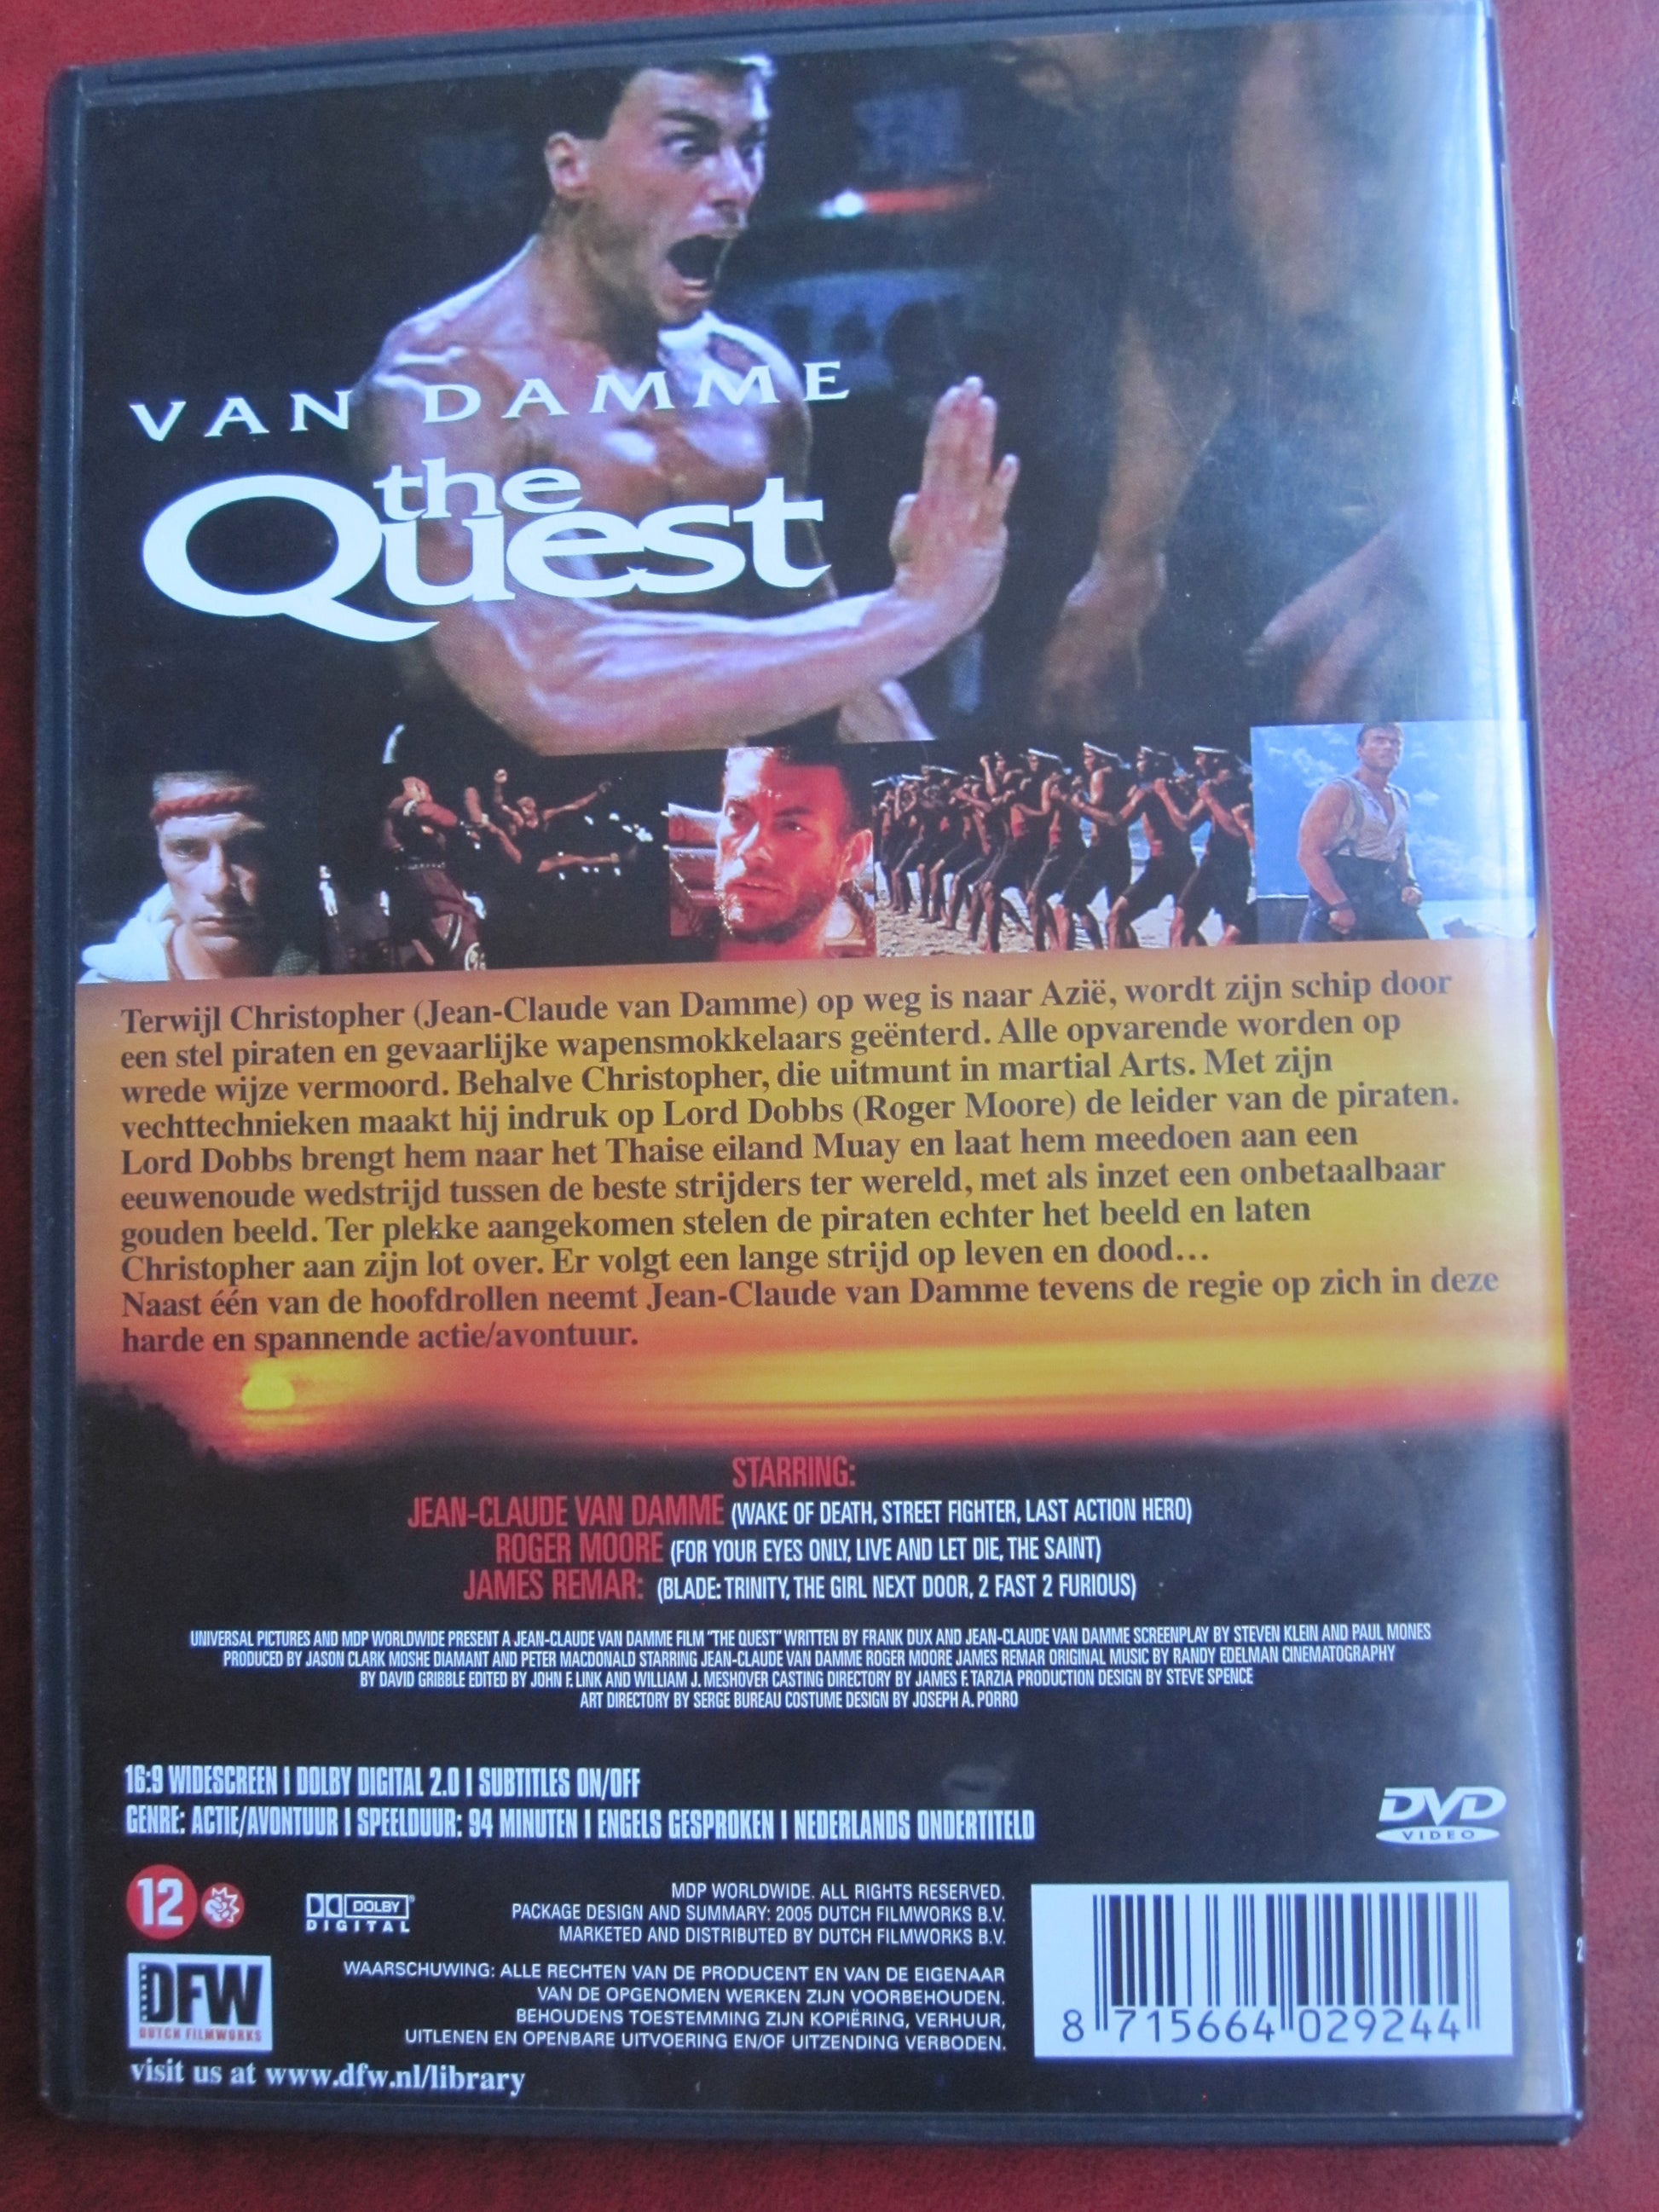 VAN DAMME
the
Quest
Terwijl Christopher (Jean-Claude van Damme) op weg is naar Azië, wordt zijn schip door
een stel piraten en gevaarlijke wapensmokkelaars geënterd. Alle opvarende worden op
wrede wijze vermoord. Behalve Christopher, die uitmunt in martial Arts. Met zijn
vechttechnieken maakt hij indruk op Lord Dobbs (Roger Moore) de leider van de piraten.
Lord Dobbs brengt hem naar het Thaise eiland Muay en laat hem meedoen aan een
eeuwenoude wedstrijd tussen de beste strijders ter wereld, met als inzet een onbetaalbaar
gouden beeld. Ter plekke aangekomen stelen de piraten echter het beeld en laten
Christopher aan zijn lot over. Er volgt een lange strijd op leven en dood...
Naast één van de hoofdrollen neemt Jean-Claude van Damme tevens de regie op zich in deze
harde en spannende actie/avontuur.
STARRING:
JEAN-CLAUDE VAN DAMME (WAKE OF DEATH, STREET FIGHTER, LAST ACTION HERO)
ROGER MOORE (FOR YOUR EYES ONLY, LIVE AND LET DIE, THE SAINT)
JAMES REMAR: (BLADE: TRINITY, THE GIRL NEXT DOOR, 2 FAST 2 FURIOUS)
UNIVERSAL PICTURES AND MDP WORLDWIDE PRESENT A JEAN-CLAUDE VAN DAMME FILM "THE QUEST" WRITTEN BY FRANK DUX AND JEAN-CLAUDE VAN DAMME SCREENPLAY BY STEVEN KLEIN AND PAUL MONES
PRODUCED BY JASON CLARK MOSHE DIAMANT AND PETER MACDONALD STARRING JEAN-CLAUDE VAN DAMME ROGER MOORE JAMES REMAR ORIGINAL MUSIC BY RANDY EDELMAN CINEMATOGRAPHY
BY DAVID GRIBBLE EDITED BY JOHN F. LINK AND WILLIAM J. MESHOVER CASTING DIRECTORY BY JAMES F. TARZIA PRODUCTION DESIGN BY STEVE SPENCE
ART DIRECTORY BY SERGE BUREAU COSTUME DESIGN BY JOSEPH A. PORRO
16:9 WIDESCREEN | DOLBY DIGITAL 2.0 | SUBTITLES ON/OFF
GENRE: ACTIE/AVONTUUR | SPEELDUUR: 94 MINUTEN | ENGELS GESPROKEN | NEDERLANDS ONDERTITELD
DVD
VIDEO
12
DOLBY
DIGITAL
MDP WORLDWIDE. ALL RIGHTS RESERVED.
PACKAGE DESIGN AND SUMMARY: 2005 DUTCH FILMWORKS B.V.
MARKETED AND DISTRIBUTED BY DUTCH FILMWORKS B.V.
WAARSCHUWING: ALLE RECHTEN VAN DE PRODUCENT EN VAN DE EIGENAAR
VAN DE OPGENOMEN WERKEN ZIJN VOORBEHOUDEN.
BEHOUDENS TOESTEMMING ZIJN KOPIËRING, VERHUUR,
UITLENEN EN OPENBARE UITVOERING EN/OF UITZENDING VERBODEN.
DFW
DUTCH FILMWORKS
visit us at www.dfw.nl/library
8 715664 029244